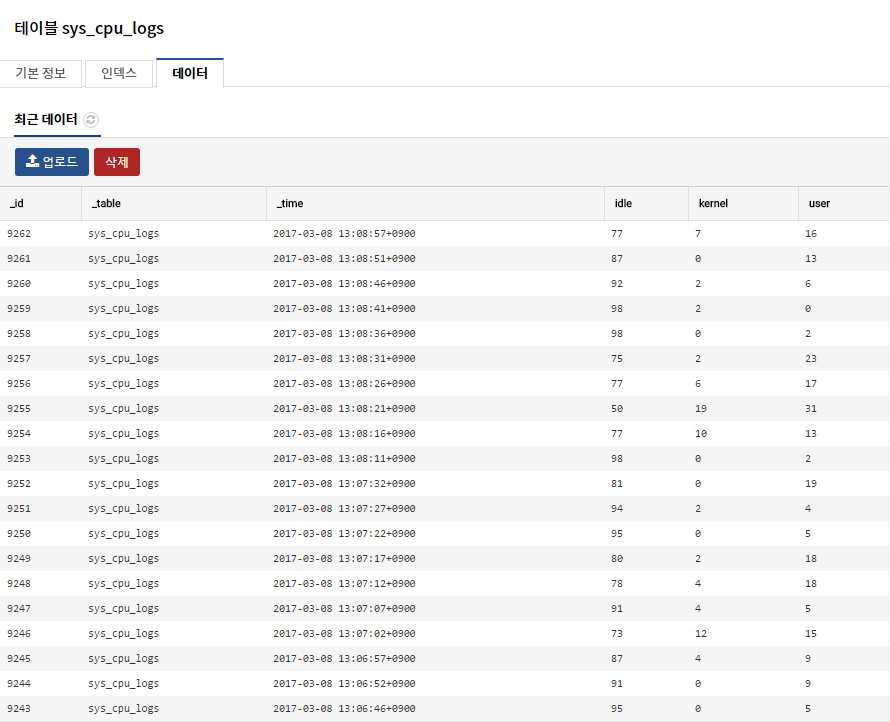 테이블 sys_cpu_logs
기본 정보 인덱스 데이터
최근 데이터
업로드 삭제
_id _table _time idle kernel user
9262 sys_cpu_logs 2017-03-08 13:08:57+0900 77 7 16
9261 sys_cpu_logs 2017-03-08 13:08:51+0900 87 0 13
9260 sys_cpu_logs 2017-03-08 13:08:46+0900 92 2 6
9259 sys_cpu_logs 2017-03-08 13:08:41+0900 98 2 0
9258 sys_cpu_logs 2017-03-08 13:08:36+0900 98 0 2
9257 sys_cpu_logs 2017-03-08 13:08:31+0900 75 2 23
9256 sys_cpu_logs 2017-03-08 13:08:26+0900 77 6 17
9255 sys_cpu_logs 2017-03-08 13:08:21+0900 50 19 31
9254 sys_cpu_logs 2017-03-08 13:08:16+0900 77 10 13
9253 sys_cpu_logs 2017-03-08 13:08:11+0900 98 0 2
9252 sys_cpu_logs 2017-03-08 13:07:32+0900 81 0 19
9251 sys_cpu_logs 2017-03-08 13:07:27+0900 94 2 4
9250 sys_cpu_logs 2017-03-08 13:07:22+0900 95 0 5
9249 sys_cpu_logs 2017-03-08 13:07:17+0900 80 2 18
9248 sys_cpu_logs 2017-03-08 13:07:12+0900 78 4 18
9247 sys_cpu_logs 2017-03-08 13:07:07+0900 91 4 5
9246 sys_cpu_logs 2017-03-08 13:07:02+0900 73 12 15
9245 sys_cpu_logs 2017-03-08 13:06:57+0900 87 4 9
9244 sys_cpu_logs 2017-03-08 13:06:52+0900 91 0 9
9243 sys_cpu_logs 2017-03-08 13:06:46+0900 95 0 5